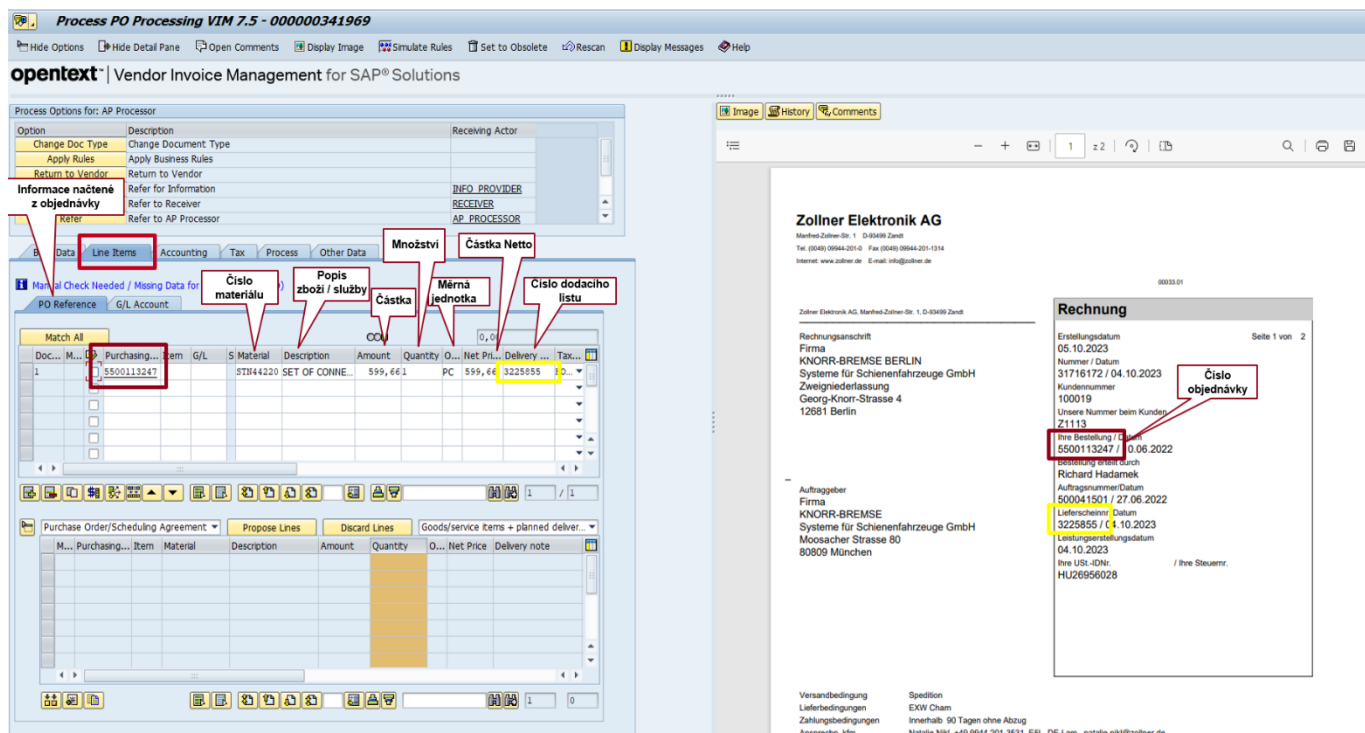 Process PO Processing VIM 7.5 - 000000341969
Hide Options Hide Detail Pane Open Comments Display Image Simulate Rules Set to Obsolete Rescan Display Messages Help
opentext™ | Vendor Invoice Management for SAP® Solutions
Process Options for: AP Processor
Option Description Receiving Actor
Change Doc Type Change Document Type
Apply Rules Apply Business Rules
Return to Vendor Return to Vendor
Refer for Information INFO PROVIDER
Refer to Receiver RECEIVER
Refer Refer to AP Processor AP PROCESSOR
Informace načtené
z objednávky
Data Line Items Accounting Tax Process Other Data
Množství
Částka Netto
Manual Check Needed / Missing Data for
Číslo
materiálu
Popis
zboží / služby
Částka
Měrná
jednotka
Číslo dodacího
listu
PO Reference G/L Account
Match All 0,00
Doc... M... Purchasing... Item G/L S Material Description Amount Quantity O... Net Pri... Delivery ... Tax...
1 5500113247 STN44220 SET OF CONNE... 599,66 1 PC 599,66 3225855
1 / 1
Purchase Order/Scheduling Agreement Propose Lines Discard Lines Goods/service items + planned deliver...
M... Purchasing... Item Material Description Amount Quantity O... Net Price Delivery note
1 0
Image History Comments
1 z 2
Zollner Elektronik AG
Manfred-Zollner-Str. 1 D-93499 Zandt
Tel. (0049) 09944-201-0 Fax (0049) 09944-201-1314
Internet: www.zollner.de E-mail: info@zollner.de
00033.01
Zollner Elektronik AG, Manfred-Zollner-Str. 1, D-93499 Zandt
Rechnung
Rechnungsanschrift
Firma
KNORR-BREMSE BERLIN
Systeme für Schienenfahrzeuge GmbH
Zweigniederlassung
Georg-Knorr-Strasse 4
12681 Berlin
Erstellungsdatum Seite 1 von 2
05.10.2023
Nummer / Datum
31716172 / 04.10.2023
Kundennummer
100019
Unsere Nummer beim Kunden
Z1113
Číslo
objednávky
Ihre Bestellung / Datum
5500113247 / 10.06.2022
Bestellung erteilt durch
Richard Hadamek
Auftragsnummer/Datum
500041501 / 27.06.2022
Lieferscheinnr./Datum
3225855 / 04.10.2023
Leistungserstellungsdatum
04.10.2023
Ihre USt.-IDNr. / Ihre Steuernr.
HU26956028
Auftraggeber
Firma
KNORR-BREMSE
Systeme für Schienenfahrzeuge GmbH
Moosacher Strasse 80
80809 München
Versandbedingung Spedition
Lieferbedingungen EXW Cham
Zahlungsbedingungen Innerhalb 90 Tagen ohne Abzug